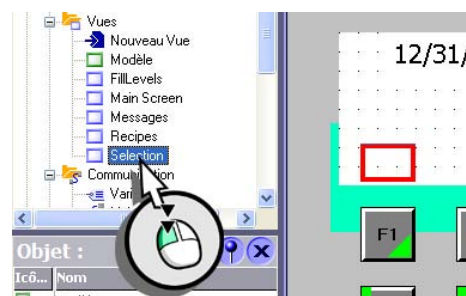 Vues
Nouveau Vue
Modèle
FillLevels
Main Screen
Messages
Recipes
Selection
Communication
Vari
12/31/
F1
Objet :
Icô... Nom